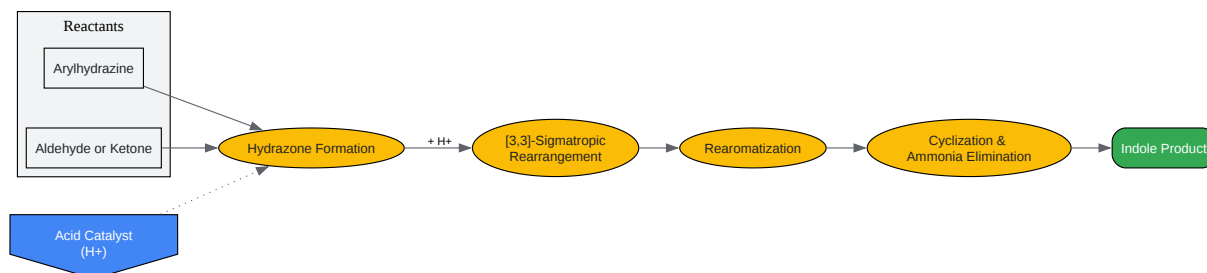 Reactants
Arylhydrazine
Aldehyde or Ketone
Acid Catalyst
(H+)
Hydrazone Formation
+ H+
[3,3]-Sigmatropic
Rearrangement
Rearomatization
Cyclization &
Ammonia Elimination
Indole Product